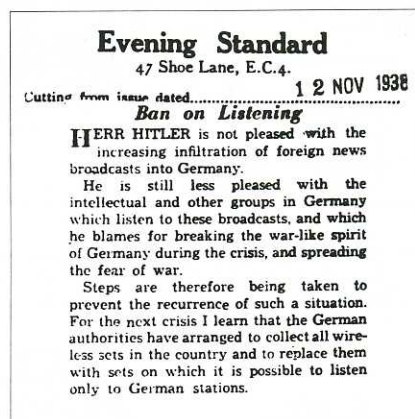 Evening Standard
47 Shoe Lane, E.C.4.
Cutting from issue dated..............................12 NOV 1938
Ban on Listening
HERR HITLER is not pleased with the
increasing infiltration of foreign news
broadcasts into Germany.
He is still less pleased with the
intellectual and other groups in Germany
which listen to these broadcasts, and which
he blames for breaking the war-like spirit
of Germany during the crisis, and spreading
the fear of war.
Steps are therefore being taken to
prevent the recurrence of such a situation.
For the next crisis I learn that the German
authorities have arranged to collect all wire-
less sets in the country and to replace them
with sets on which it is possible to listen
only to German stations.